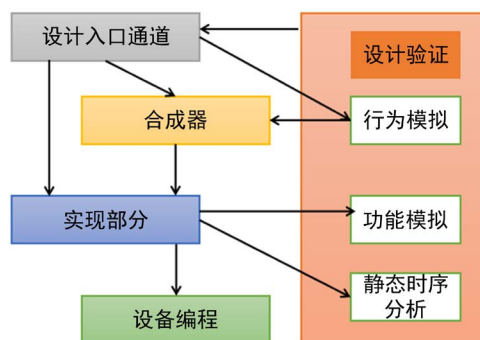 设计入口通道
设计验证
合成器
行为模拟
实现部分
功能模拟
静态时序
分析
设备编程